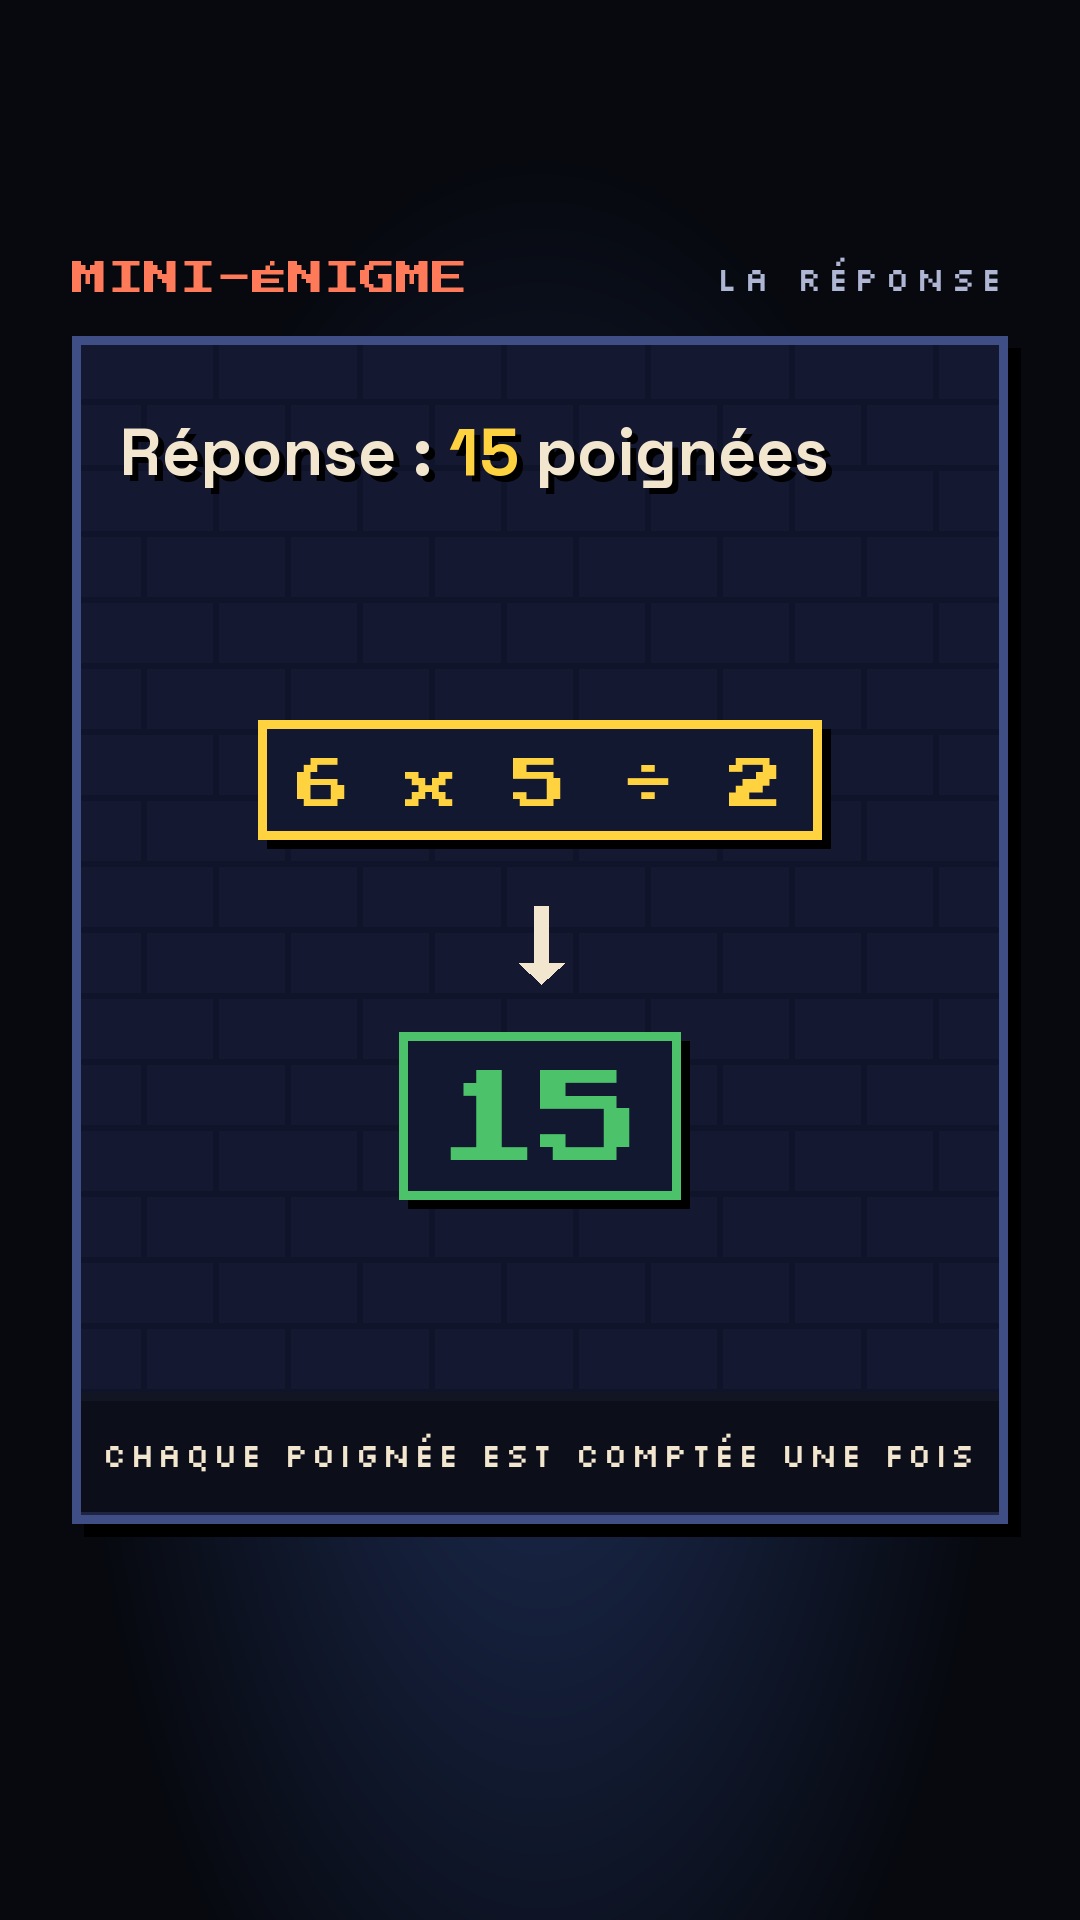 MINI-ÉNIGME
LA RÉPONSE
Réponse : 15 poignées
6 x 5 ÷ 2
15
CHAQUE POIGNÉE EST COMPTÉE UNE FOIS